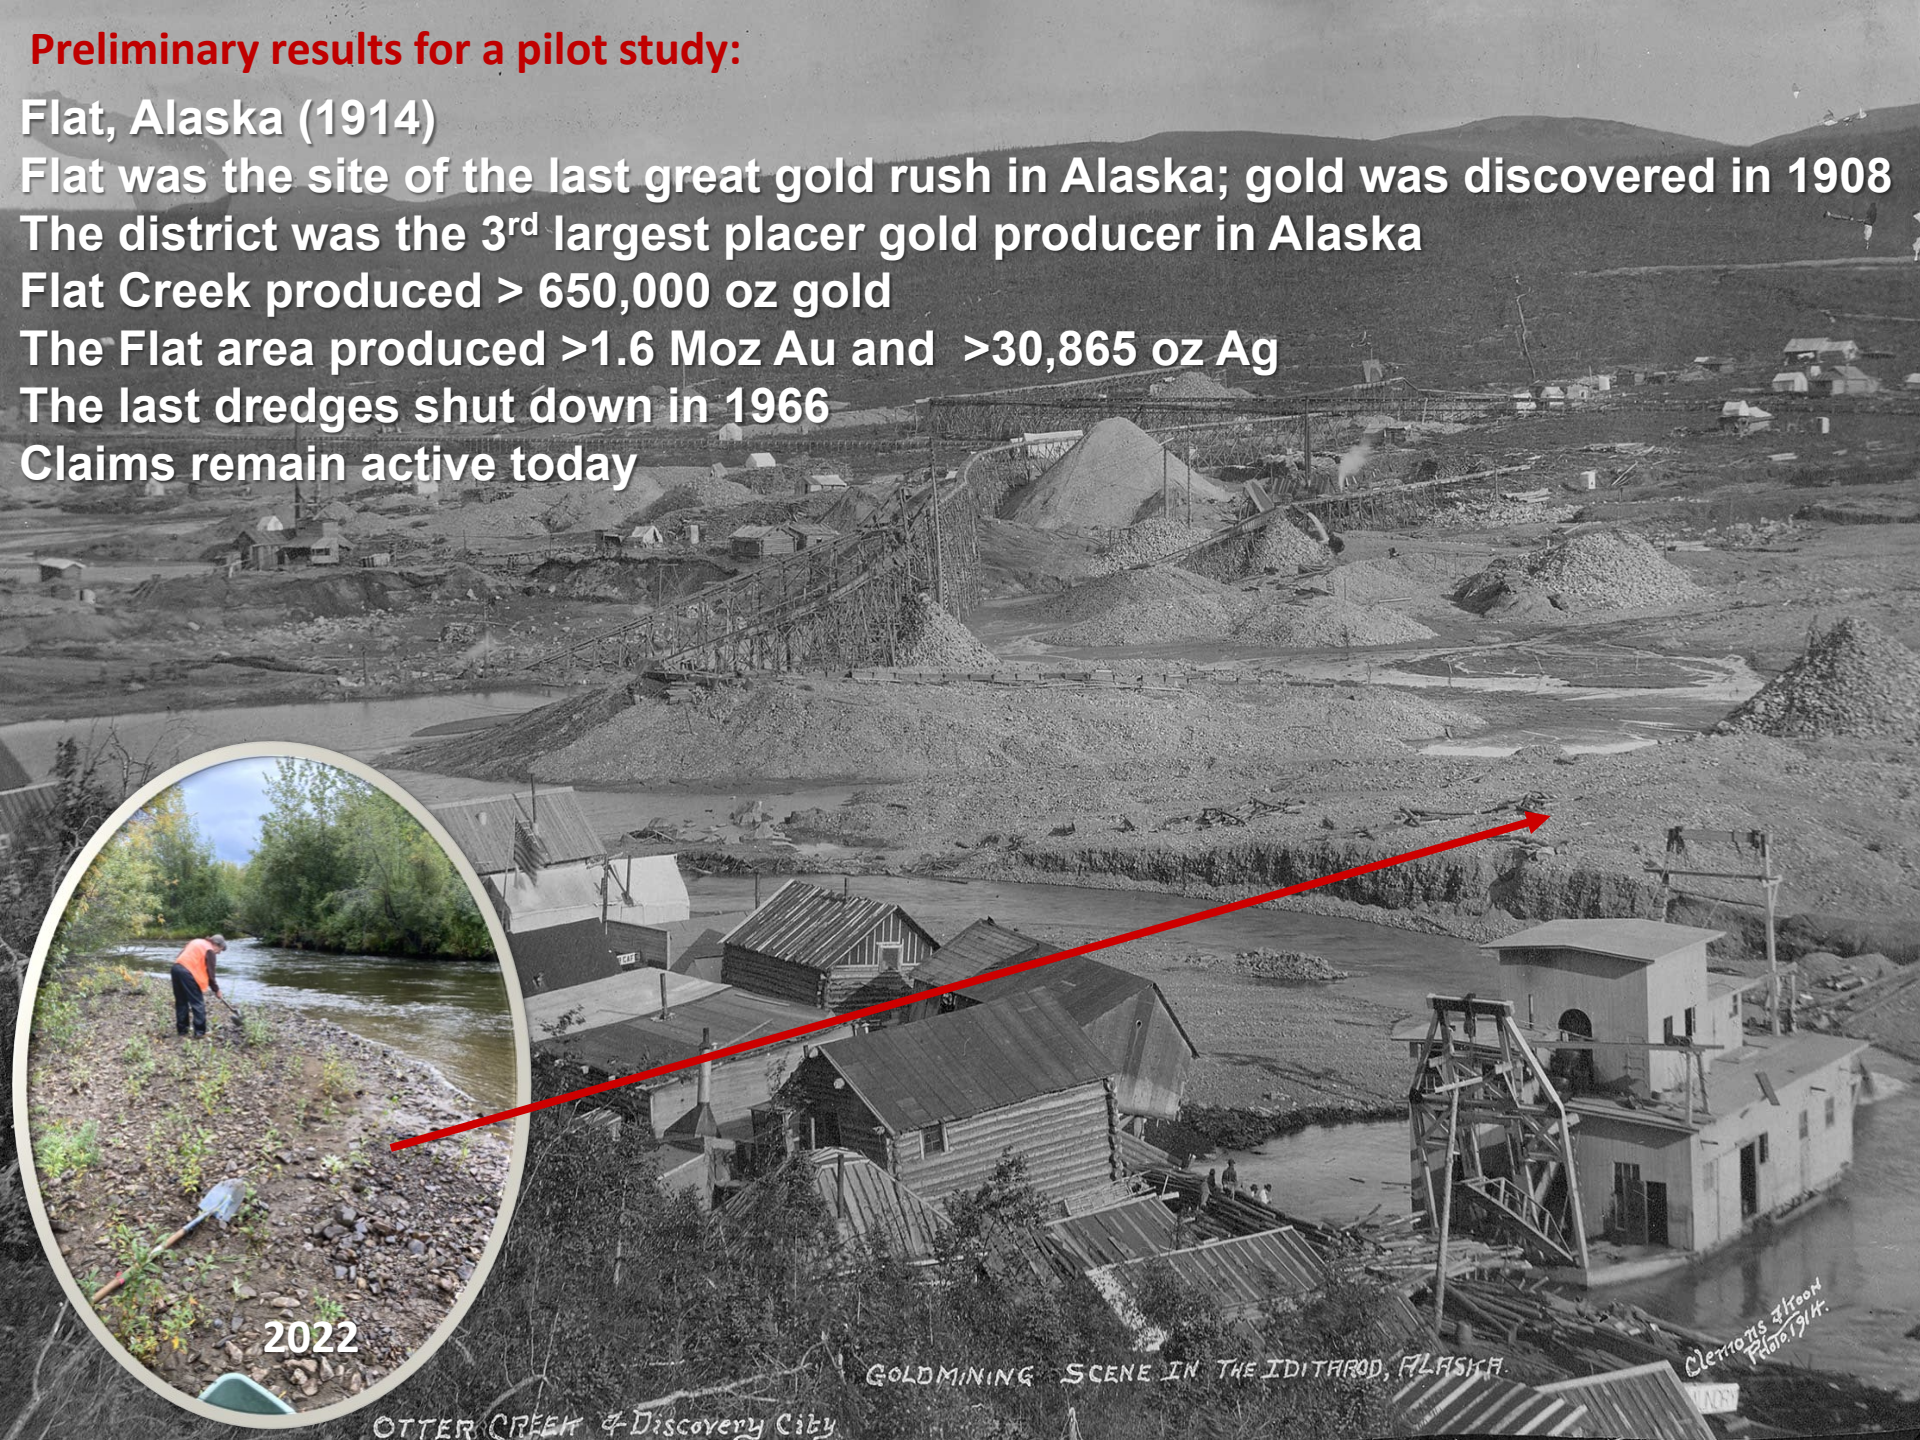 Preliminary results for a pilot study:
Flat, Alaska (1914)
Flat was the site of the last great gold rush in Alaska; gold was discovered in 1908
The district was the 3rd largest placer gold producer in Alaska
Flat Creek produced > 650,000 oz gold
The Flat area produced >1.6 Moz Au and  >30,865 oz Ag
The last dredges shut down in 1966
Claims remain active today
CAFE
2022
GOLDMINING SCENE IN THE IDITAROD, ALASKA.
OTTER CREEK & Discovery City
Clemons
Photo, 1914.